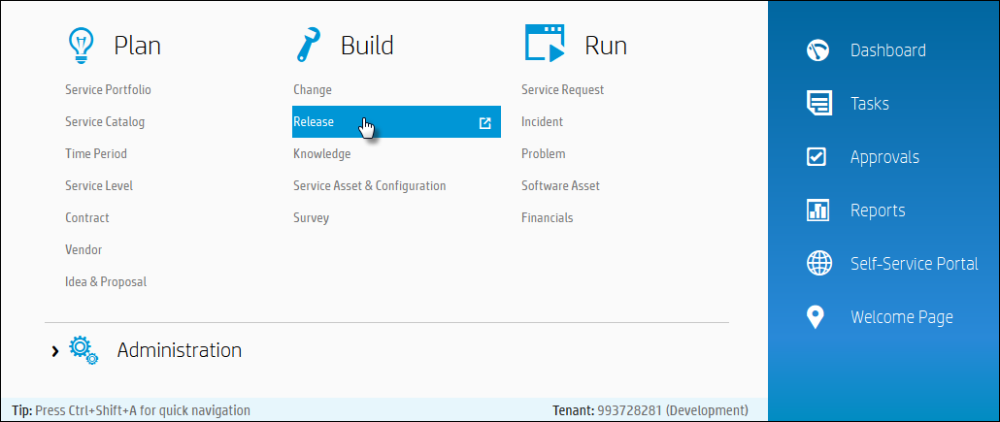 Plan
Service Portfolio
Service Catalog
Time Period
Service Level
Contract
Vendor
Idea & Proposal
Build
Change
Release
Knowledge
Service Asset & Configuration
Survey
Run
Service Request
Incident
Problem
Software Asset
Financials
Administration
Tip: Press Ctrl+Shift+A for quick navigation
Tenant: 993728281 (Development)
Dashboard
Tasks
Approvals
Reports
Self-Service Portal
Welcome Page